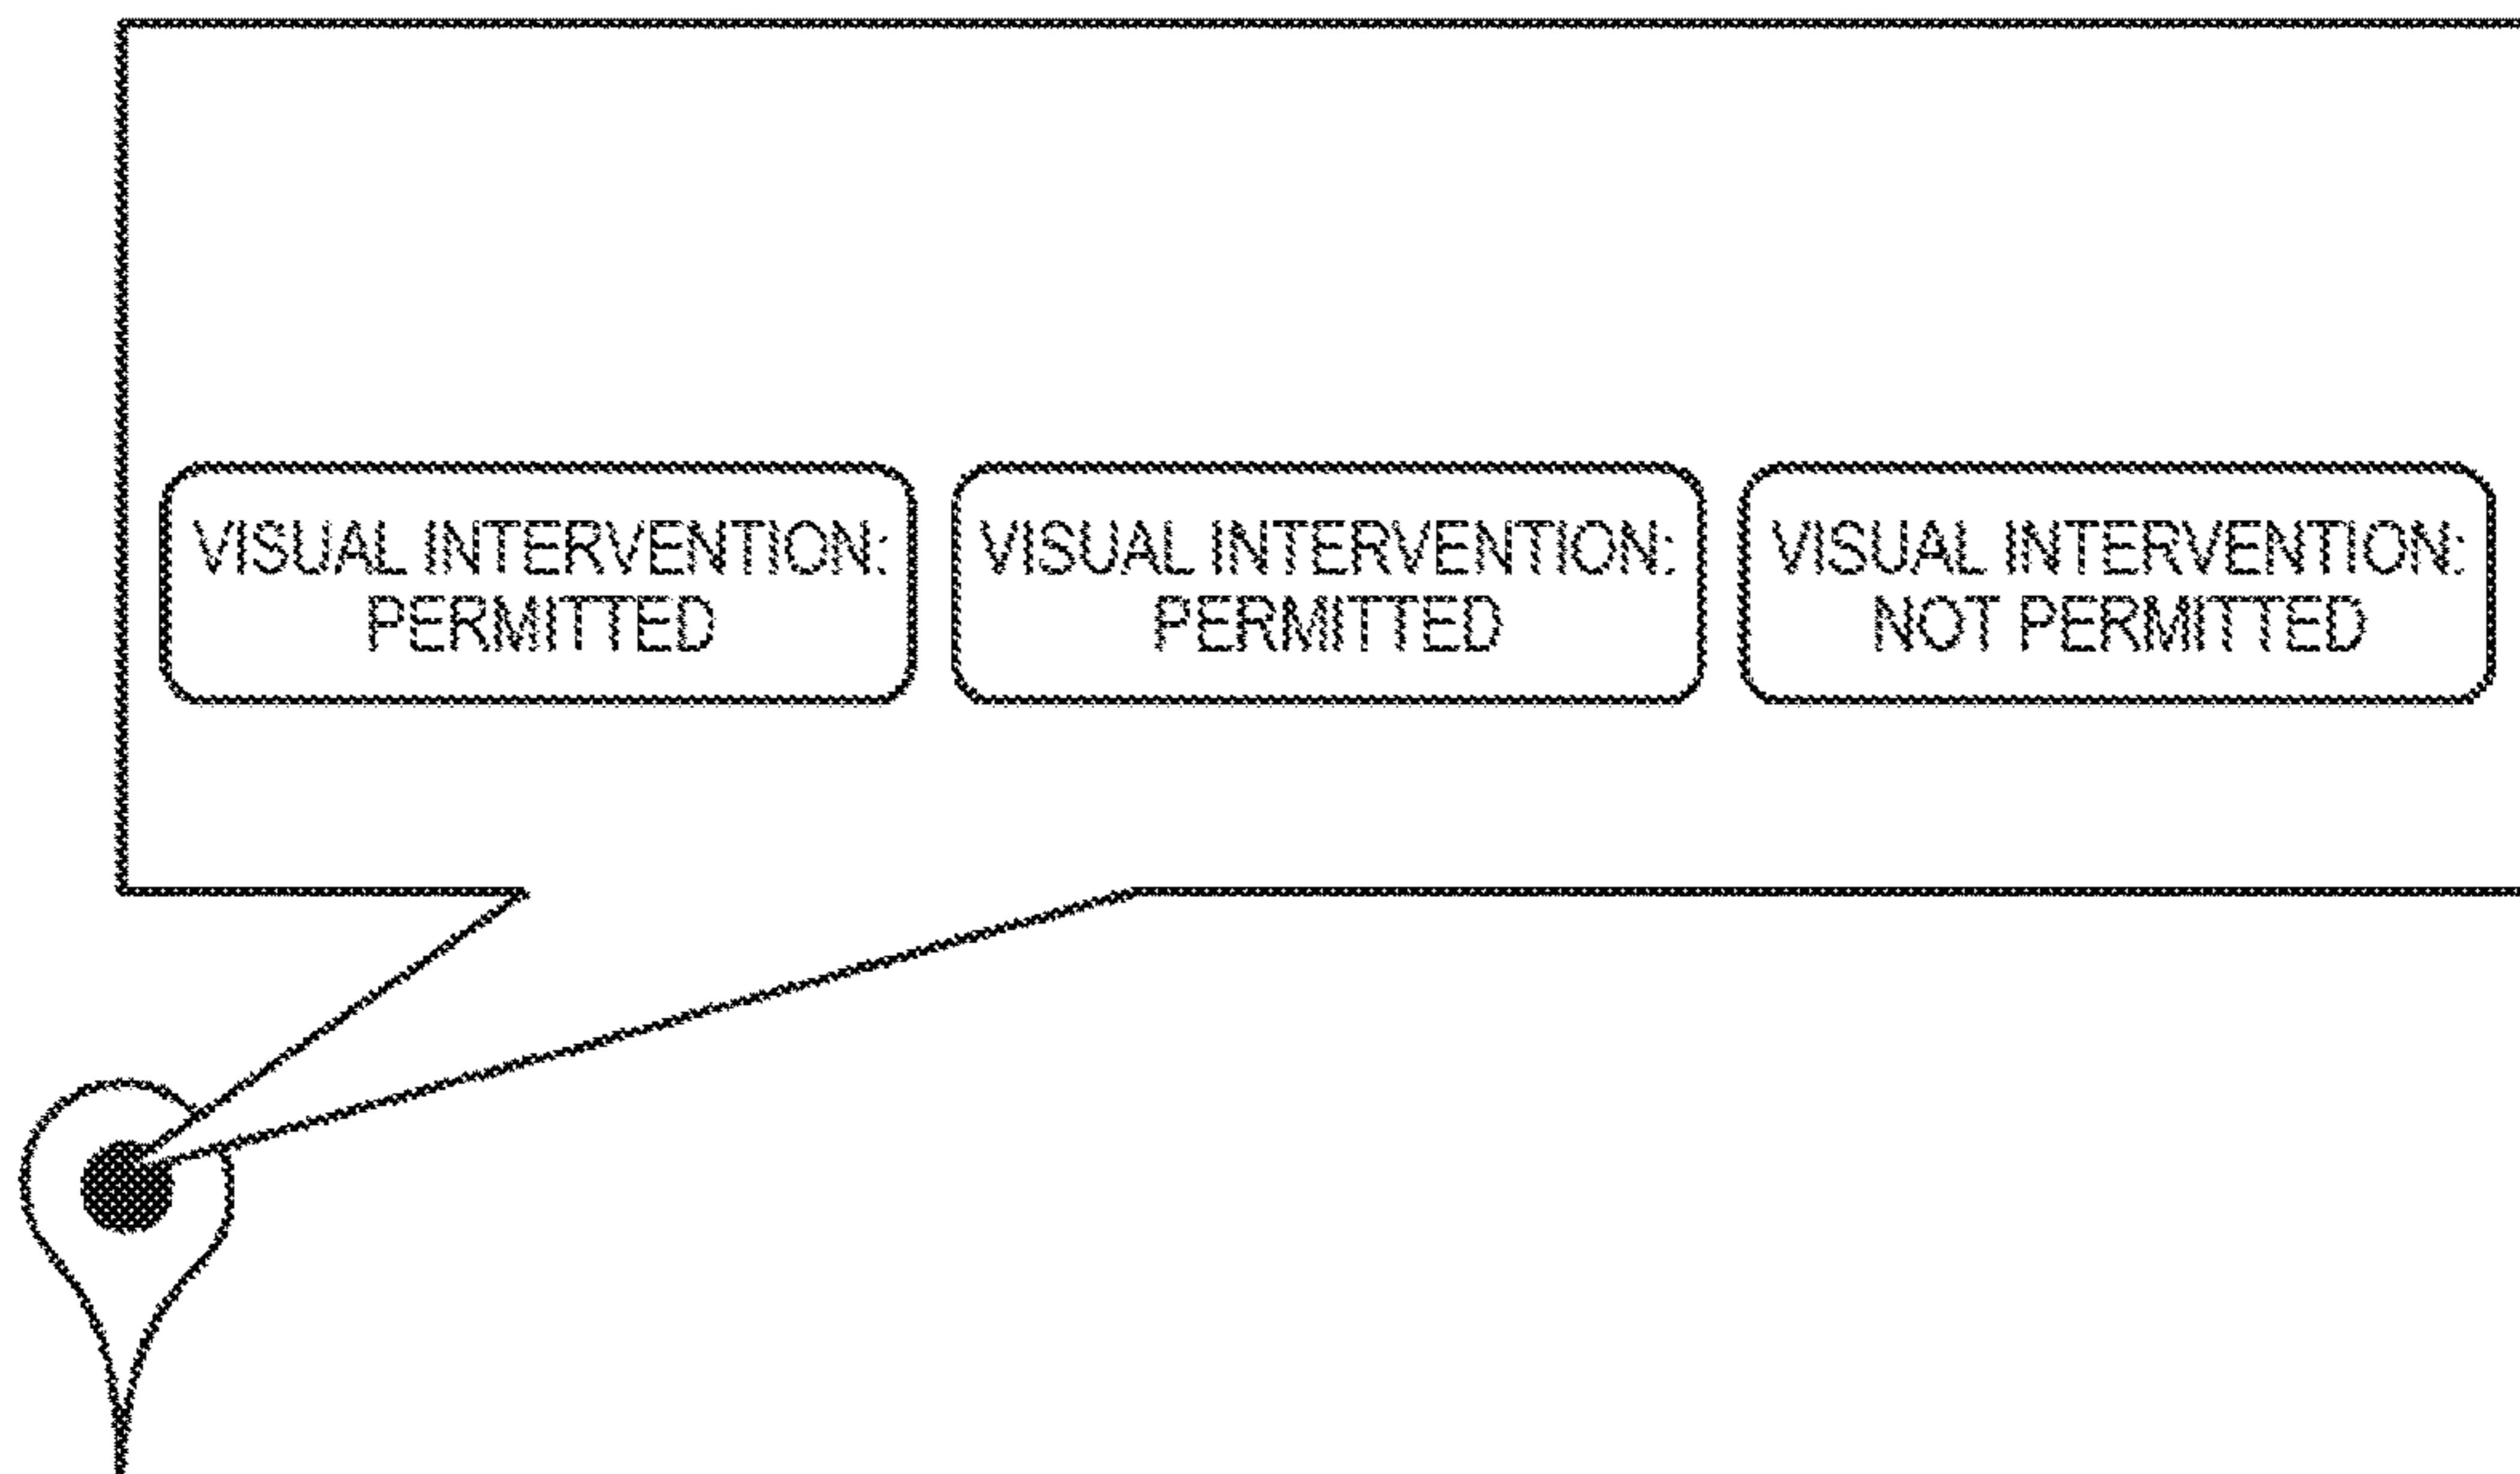 VISUAL INTERVENTION:
PERMITTED
VISUAL INTERVENTION:
PERMITTED
VISUAL INTERVENTION:
NOT PERMITTED